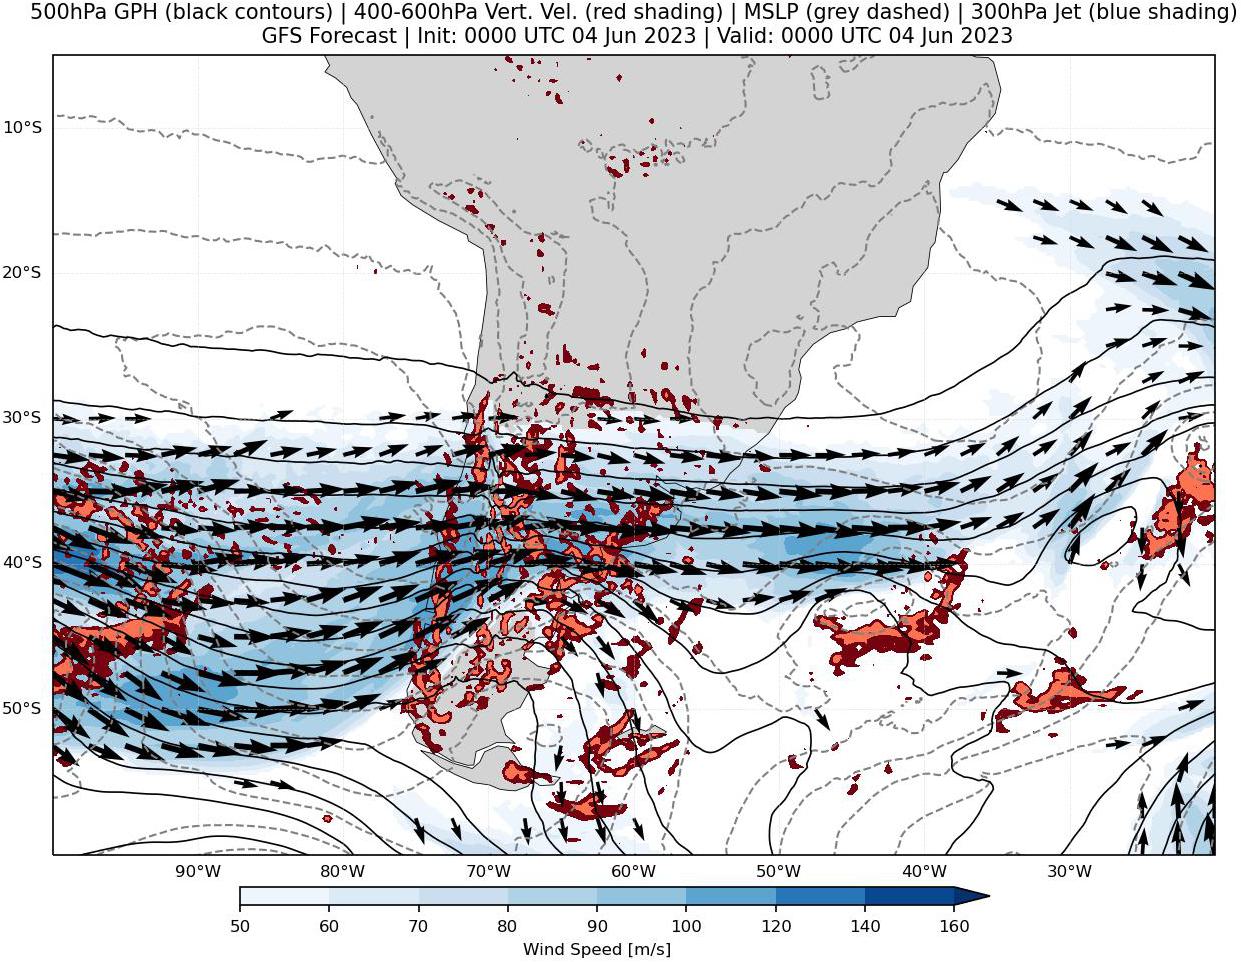 500hPa GPH (black contours) | 400-600hPa Vert. Vel. (red shading) | MSLP (grey dashed) | 300hPa Jet (blue shading)
GFS Forecast | Init: 0000 UTC 04 Jun 2023 | Valid: 0000 UTC 04 Jun 2023
10°S
20°S
30°S
40°S
50°S
90°W 80°W 70°W 60°W 50°W 40°W 30°W
50 60 70 80 90 100 120 140 160
Wind Speed [m/s]